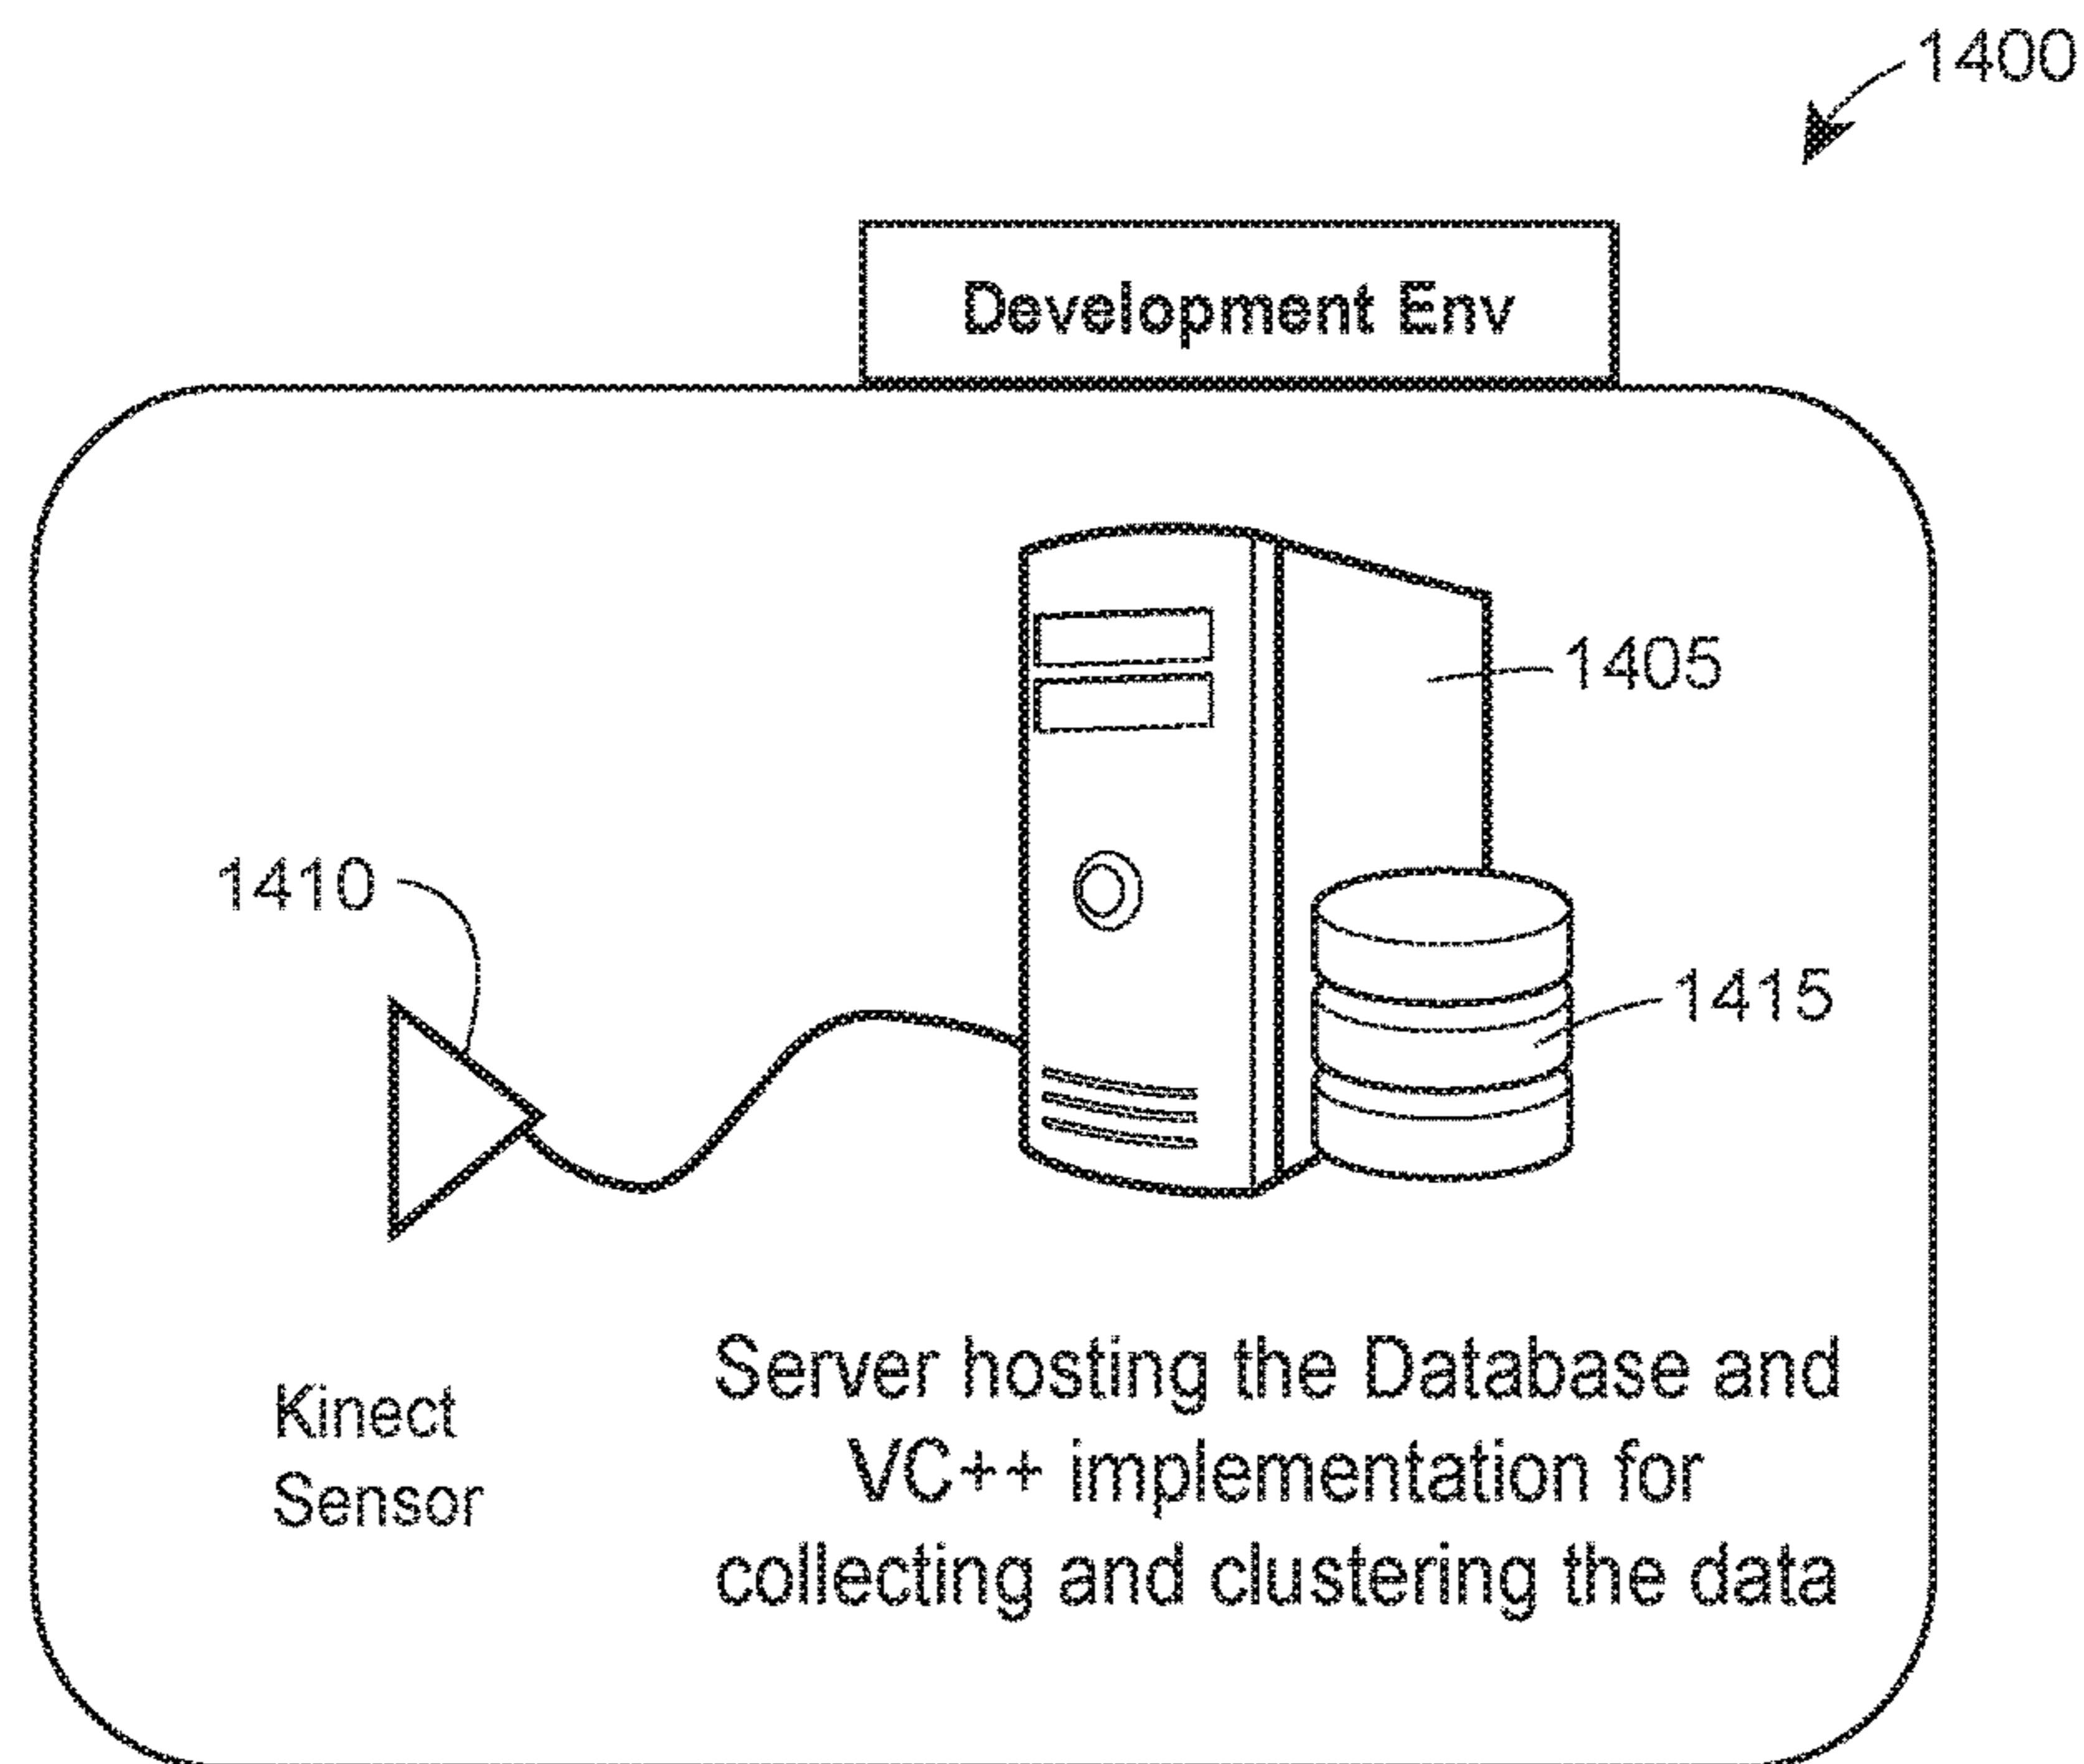 1400
Development Env
1405
1410
1415
Kinect
Sensor
Server hosting the Database and
VC++ implementation for
collecting and clustering the data